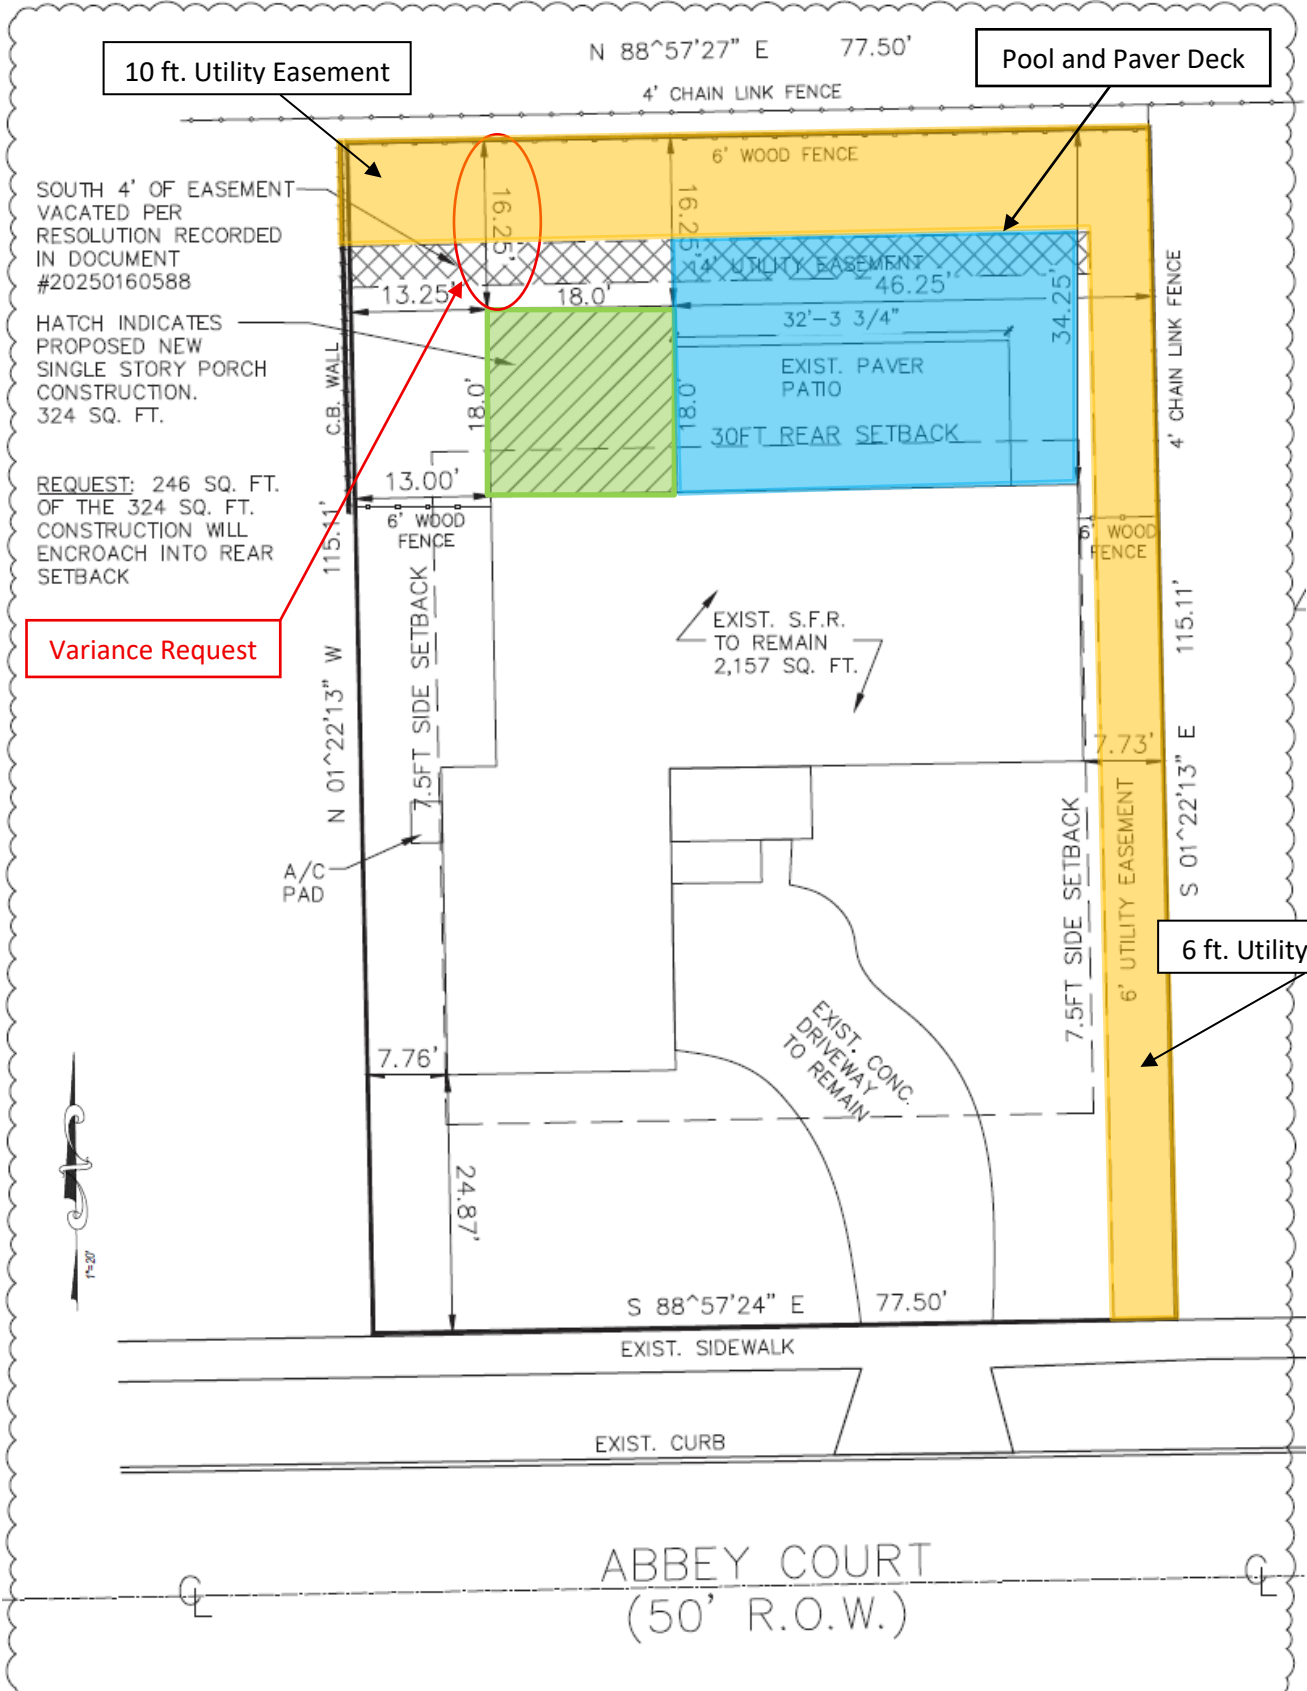 N 88^57'27" E 77.50'
10 ft. Utility Easement
Pool and Paver Deck
4' CHAIN LINK FENCE
6' WOOD FENCE
SOUTH 4' OF EASEMENT
VACATED PER
RESOLUTION RECORDED
IN DOCUMENT
#20250160588
16.25'
16.25'
14' UTILITY EASEMENT
13.25'
18.0'
46.25'
34.25'
32'-3 3/4"
HATCH INDICATES
PROPOSED NEW
SINGLE STORY PORCH
CONSTRUCTION.
324 SQ. FT.
C.B. WALL
18.0'
18.0'
EXIST. PAVER
PATIO
30FT REAR SETBACK
4' CHAIN LINK FENCE
REQUEST: 246 SQ. FT.
OF THE 324 SQ. FT.
CONSTRUCTION WILL
ENCROACH INTO REAR
SETBACK
13.00'
6' WOOD
FENCE
6' WOOD
FENCE
115.11'
N 01^22'13" W
7.5FT SIDE SETBACK
Variance Request
EXIST. S.F.R.
TO REMAIN
2,157 SQ. FT.
115.11'
S 01^22'13" E
7.73'
A/C
PAD
7.5FT SIDE SETBACK
6' UTILITY EASEMENT
6 ft. Utility
EXIST. CONC.
DRIVEWAY
TO REMAIN
7.76'
24.87'
1"=20'
S 88^57'24" E 77.50'
EXIST. SIDEWALK
EXIST. CURB
ABBEY COURT
CL
CL
(50' R.O.W.)